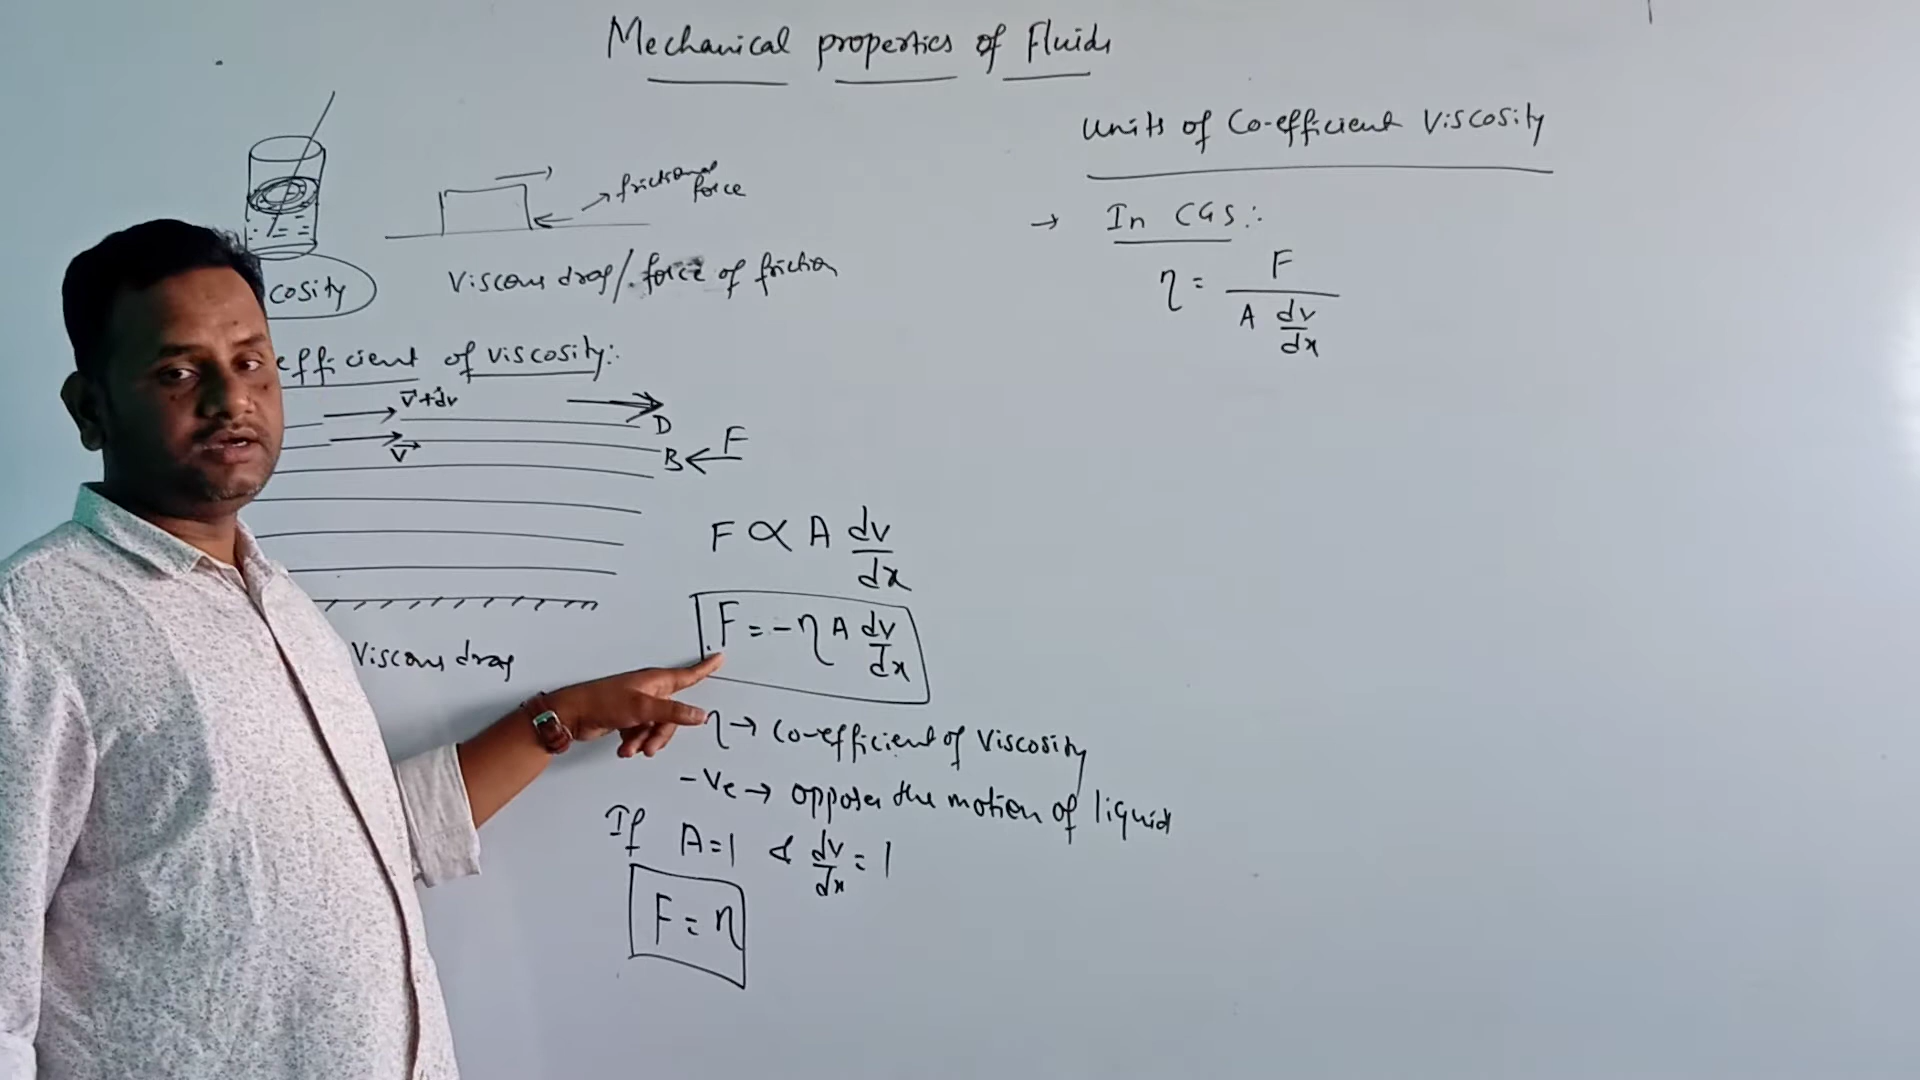 Mechanical properties of Fluids
frictional force
cosity
Viscous drag/force of friction
efficient of viscosity:
v⃗+dv
D
v⃗
B F
F ∝ A dv/dx
F = -η A dv/dx
Viscous drag
η → co-efficient of viscosity
-ve → opposes the motion of liquid
If A=1 & dv/dx = 1
F = η
Units of Co-efficient Viscosity
→ In CGS:
η = F / A dv/dx